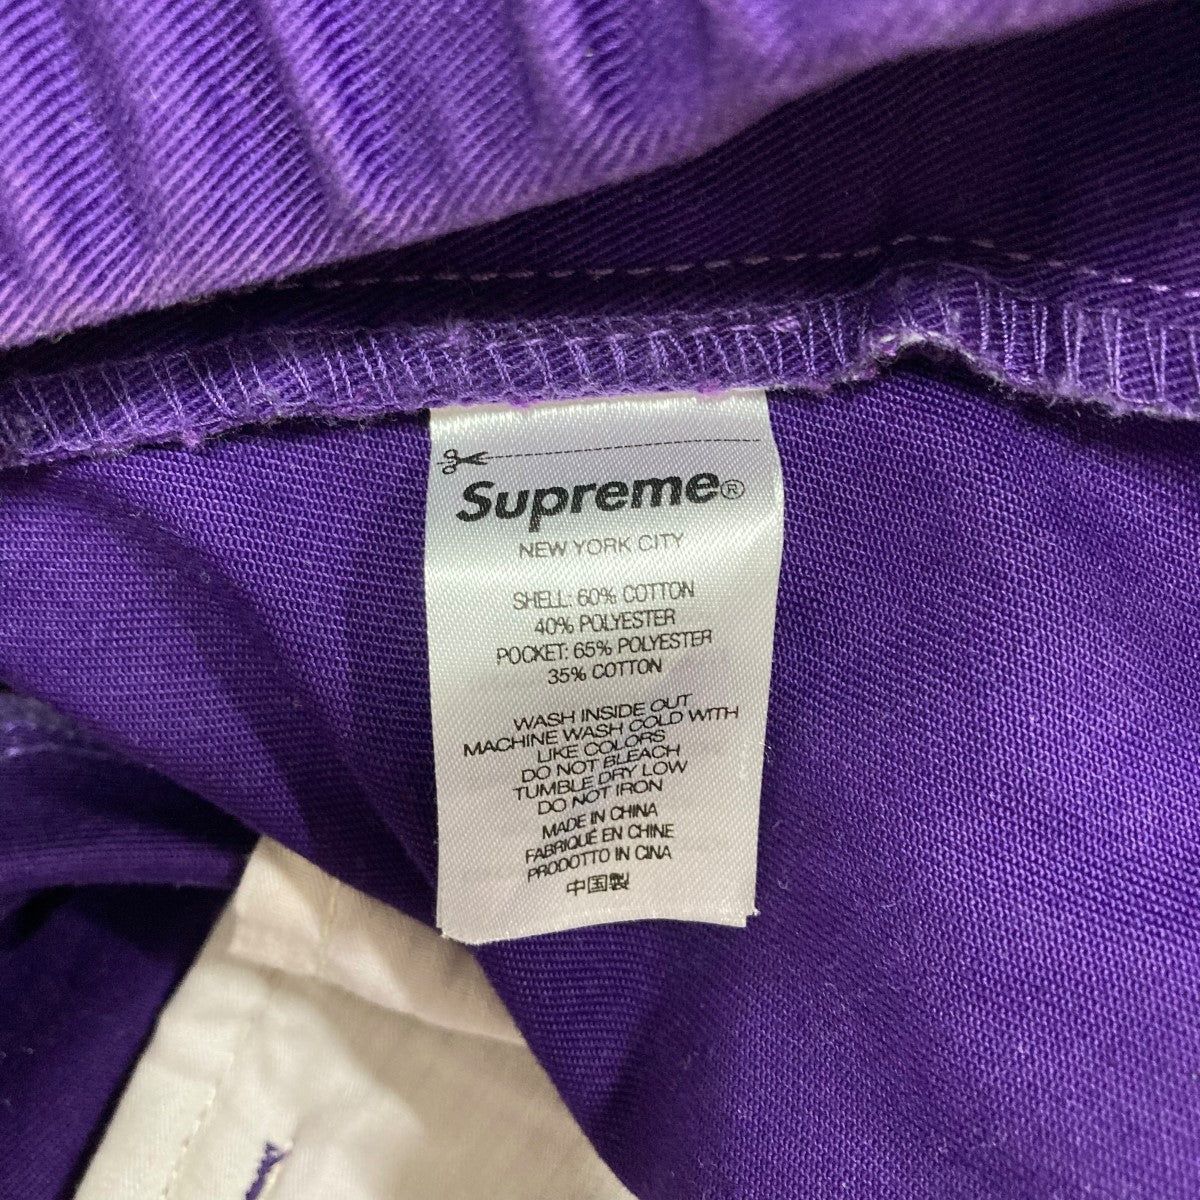 Supreme®
NEW YORK CITY
SHELL: 60% COTTON
40% POLYESTER
POCKET: 65% POLYESTER
35% COTTON
WASH INSIDE OUT
MACHINE WASH COLD WITH
LIKE COLORS
DO NOT BLEACH
TUMBLE DRY LOW
DO NOT IRON
MADE IN CHINA
FABRIQUÉ EN CHINE
PRODOTTO IN CINA
中国製